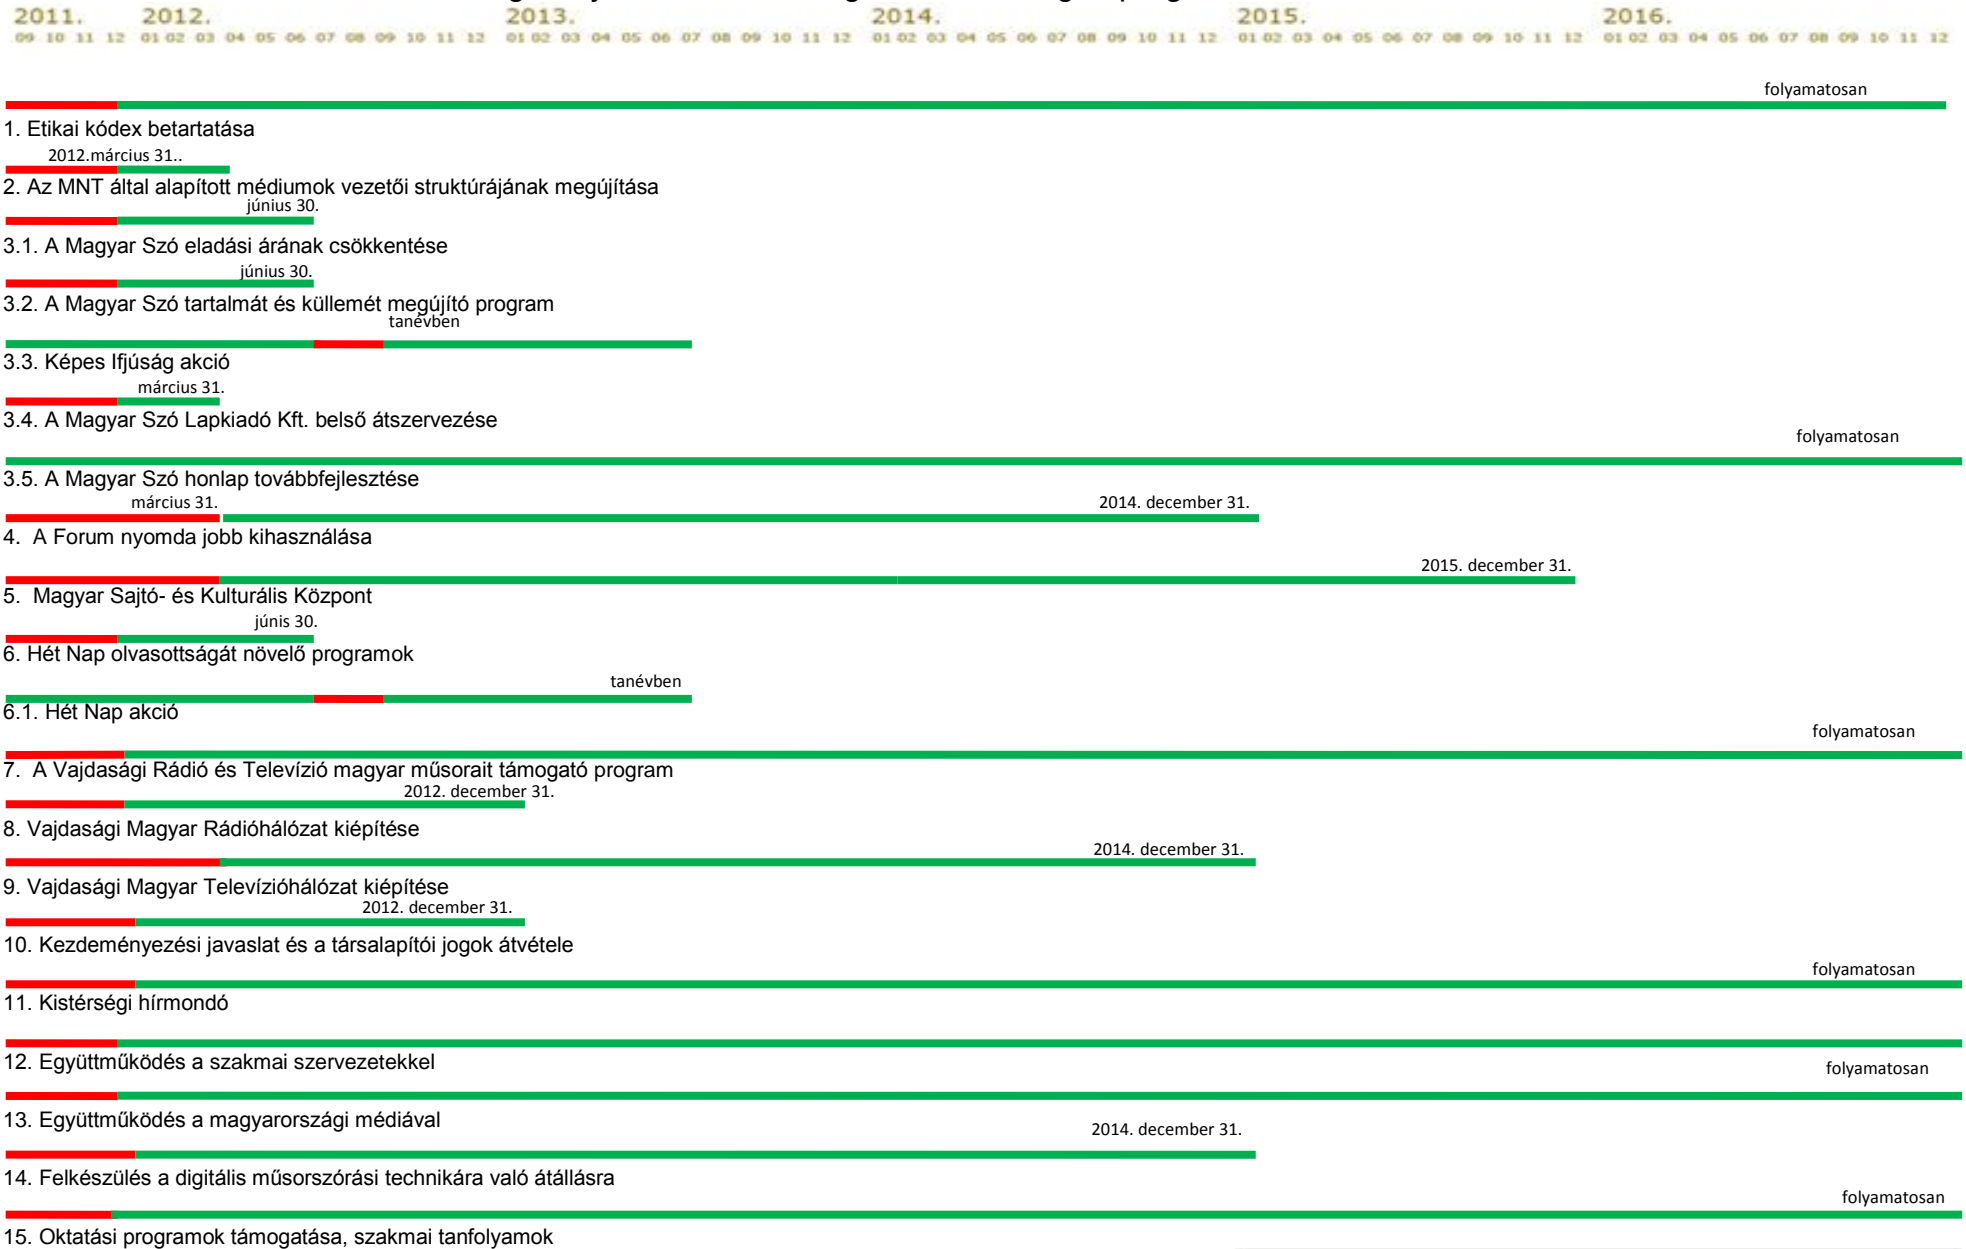 2011. 2012. 2013. 2014. 2015. 2016.
09 10 11 12 01 02 03 04 05 06 07 08 09 10 11 12 01 02 03 04 05 06 07 08 09 10 11 12 01 02 03 04 05 06 07 08 09 10 11 12 01 02 03 04 05 06 07 08 09 10 11 12 01 02 03 04 05 06 07 08 09 10 11 12
folyamatosan
1. Etikai kódex betartatása
2012.március 31..
2. Az MNT által alapított médiumok vezetői struktúrájának megújítása
június 30.
3.1. A Magyar Szó eladási árának csökkentése
június 30.
3.2. A Magyar Szó tartalmát és küllemét megújító program
tanévben
3.3. Képes Ifjúság akció
március 31.
3.4. A Magyar Szó Lapkiadó Kft. belső átszervezése
folyamatosan
3.5. A Magyar Szó honlap továbbfejlesztése
március 31. 2014. december 31.
4. A Forum nyomda jobb kihasználása
2015. december 31.
5. Magyar Sajtó- és Kulturális Központ
júnis 30.
6. Hét Nap olvasottságát növelő programok
tanévben
6.1. Hét Nap akció
folyamatosan
7. A Vajdasági Rádió és Televízió magyar műsorait támogató program
2012. december 31.
8. Vajdasági Magyar Rádióhálózat kiépítése
2014. december 31.
9. Vajdasági Magyar Televízióhálózat kiépítése
2012. december 31.
10. Kezdeményezési javaslat és a társalapítói jogok átvétele
folyamatosan
11. Kistérségi hírmondó
12. Együttműködés a szakmai szervezetekkel
folyamatosan
13. Együttműködés a magyarországi médiával
2014. december 31.
14. Felkészülés a digitális műsorszórási technikára való átállásra
folyamatosan
15. Oktatási programok támogatása, szakmai tanfolyamok